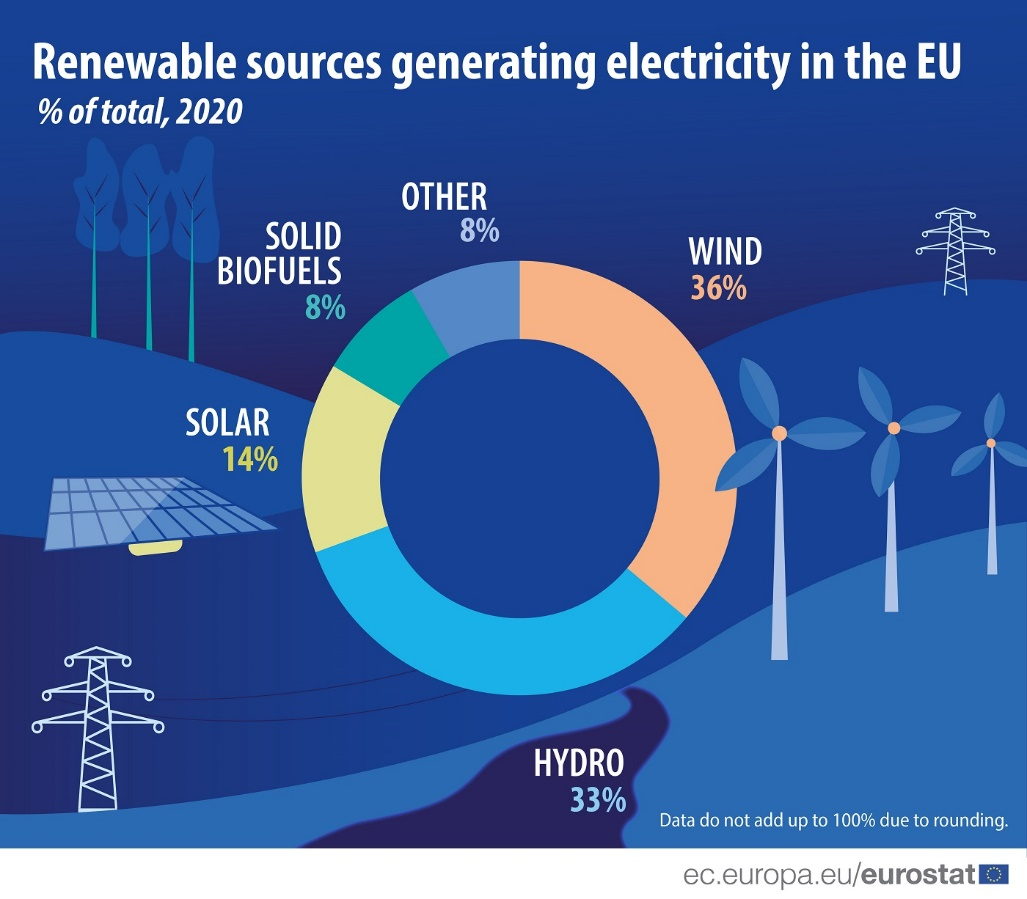 Renewable sources generating electricity in the EU
% of total, 2020
OTHER
8%
SOLID
BIOFUELS
8%
WIND
36%
SOLAR
14%
HYDRO
33%
Data do not add up to 100% due to rounding.
ec.europa.eu/eurostat